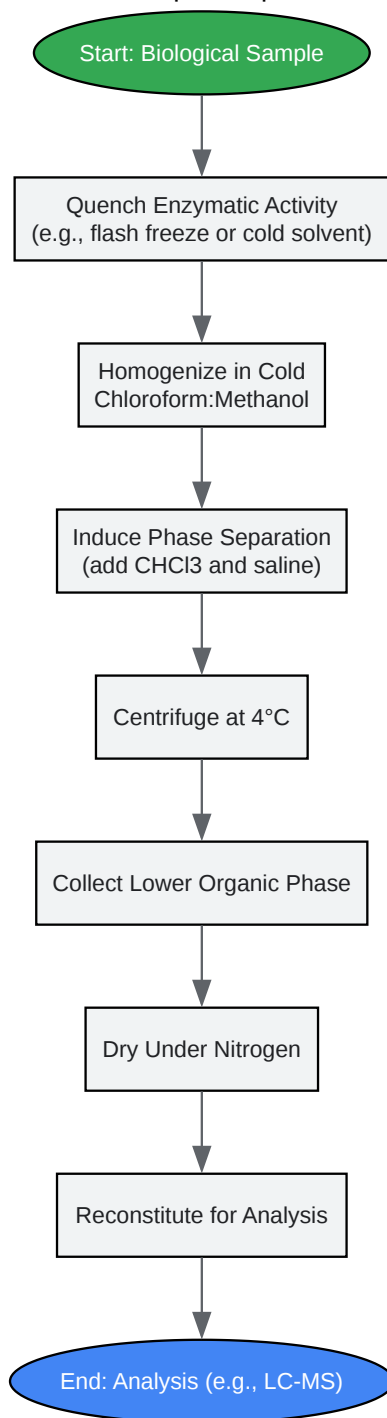 Start: Biological Sample
Quench Enzymatic Activity
(e.g., flash freeze or cold solvent)
Homogenize in Cold
Chloroform:Methanol
Induce Phase Separation
(add CHCl3 and saline)
Centrifuge at 4°C
Collect Lower Organic Phase
Dry Under Nitrogen
Reconstitute for Analysis
End: Analysis (e.g., LC-MS)